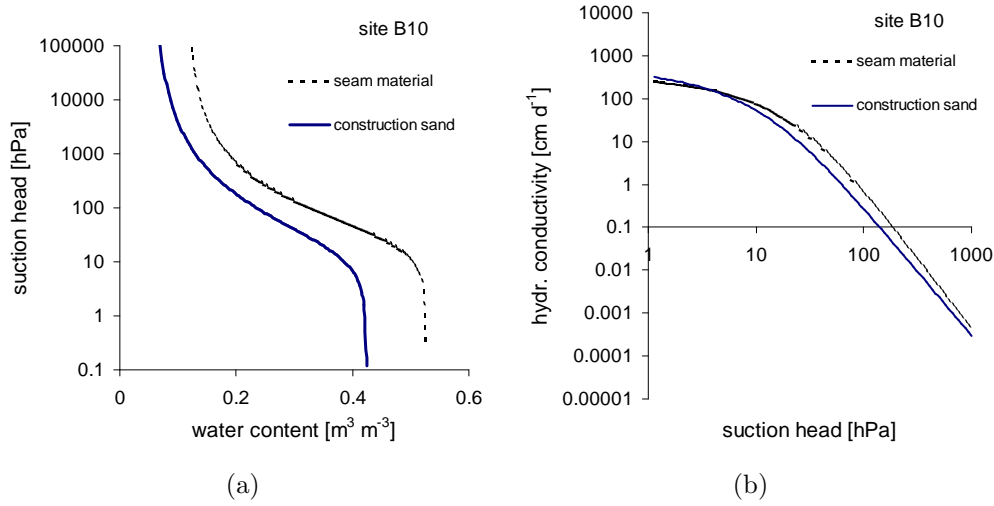 site B10
100000
10000
1000
100
10
1
0.1
0
0.2
0.4
0.6
suction head [hPa]
water content [m³ m⁻³]
seam material
construction sand
(a)
site B10
10000
1000
100
10
1
0.1
0.01
0.001
0.0001
0.00001
1
10
100
1000
hydr. conductivity [cm d⁻¹]
suction head [hPa]
seam material
construction sand
(b)